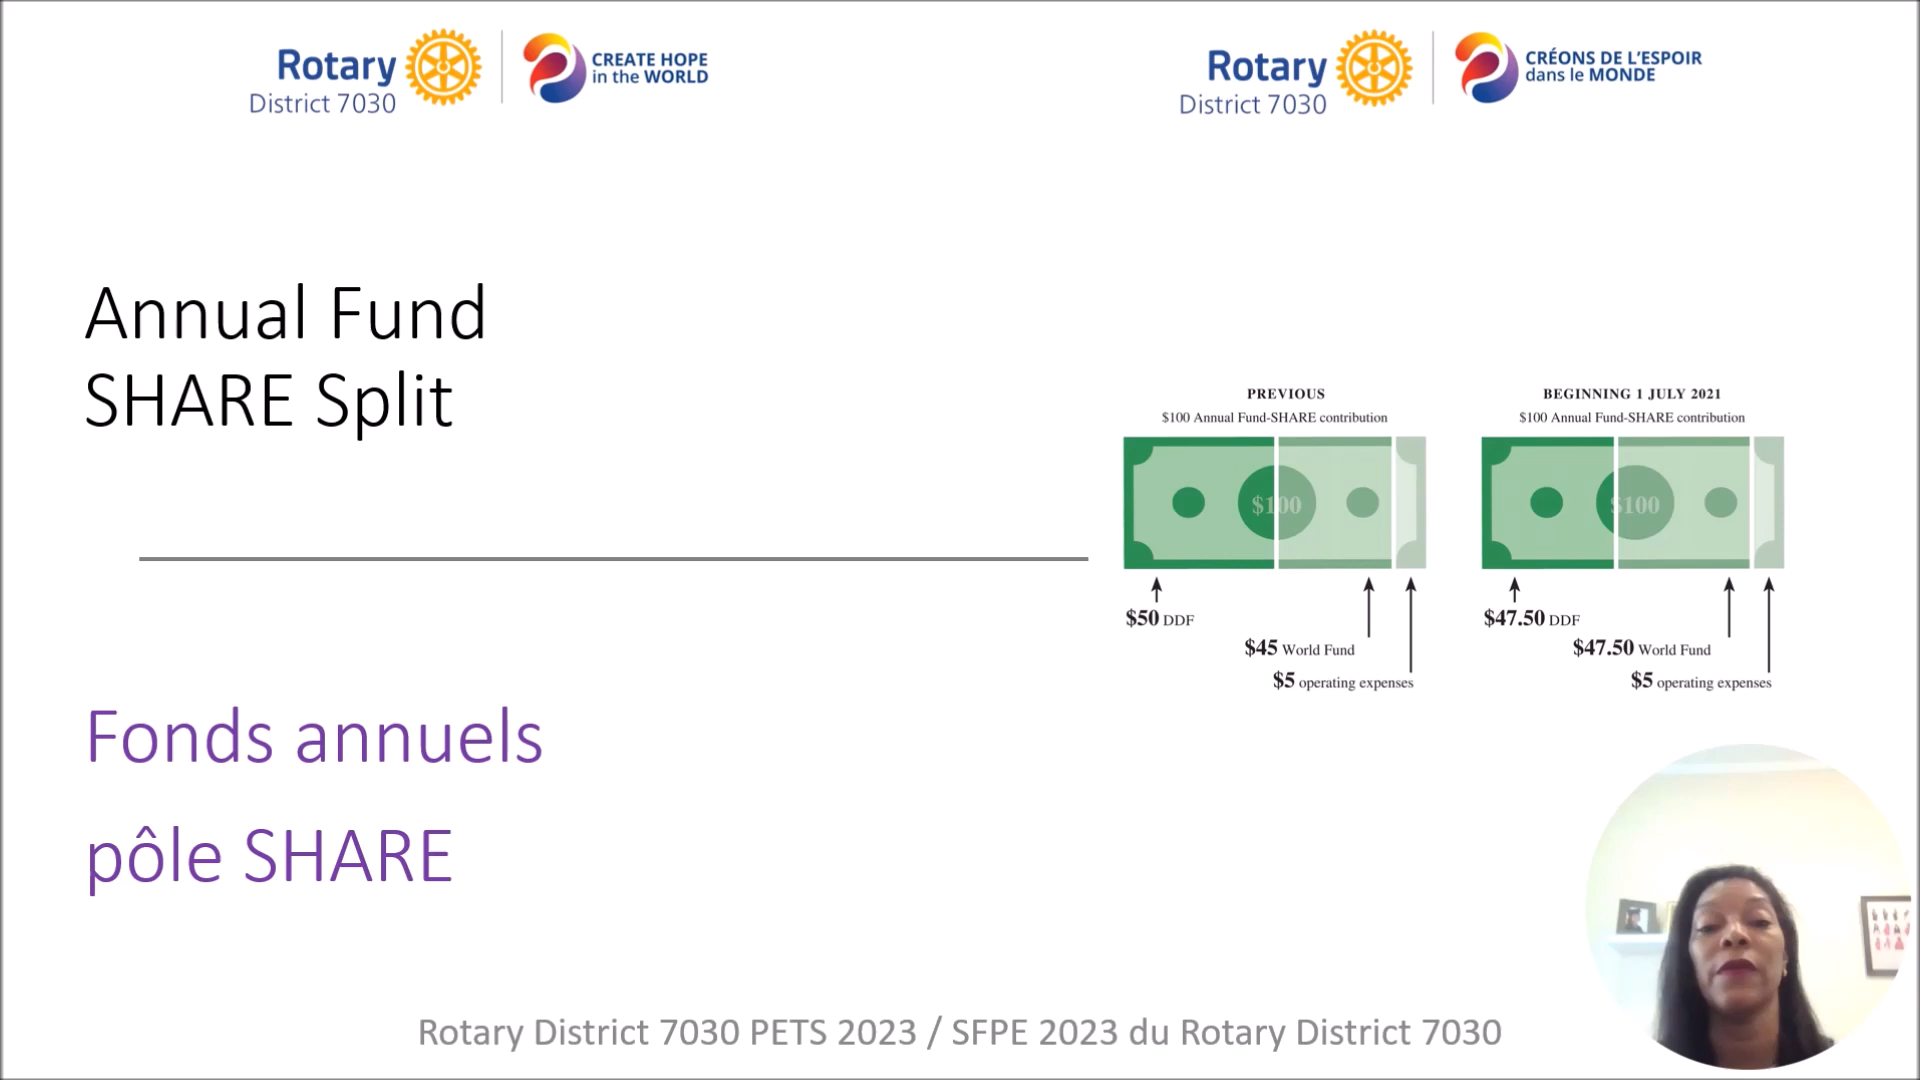 Rotary
District 7030
CREATE HOPE
in the WORLD
Rotary
District 7030
CRÉONS DE L'ESPOIR
dans le MONDE
Annual Fund
SHARE Split
PREVIOUS
$100 Annual Fund-SHARE contribution
$100
$50 DDF
$45 World Fund
$5 operating expenses
BEGINNING 1 JULY 2021
$100 Annual Fund-SHARE contribution
$100
$47.50 DDF
$47.50 World Fund
$5 operating expenses
Fonds annuels
pôle SHARE
Rotary District 7030 PETS 2023 / SFPE 2023 du Rotary District 7030